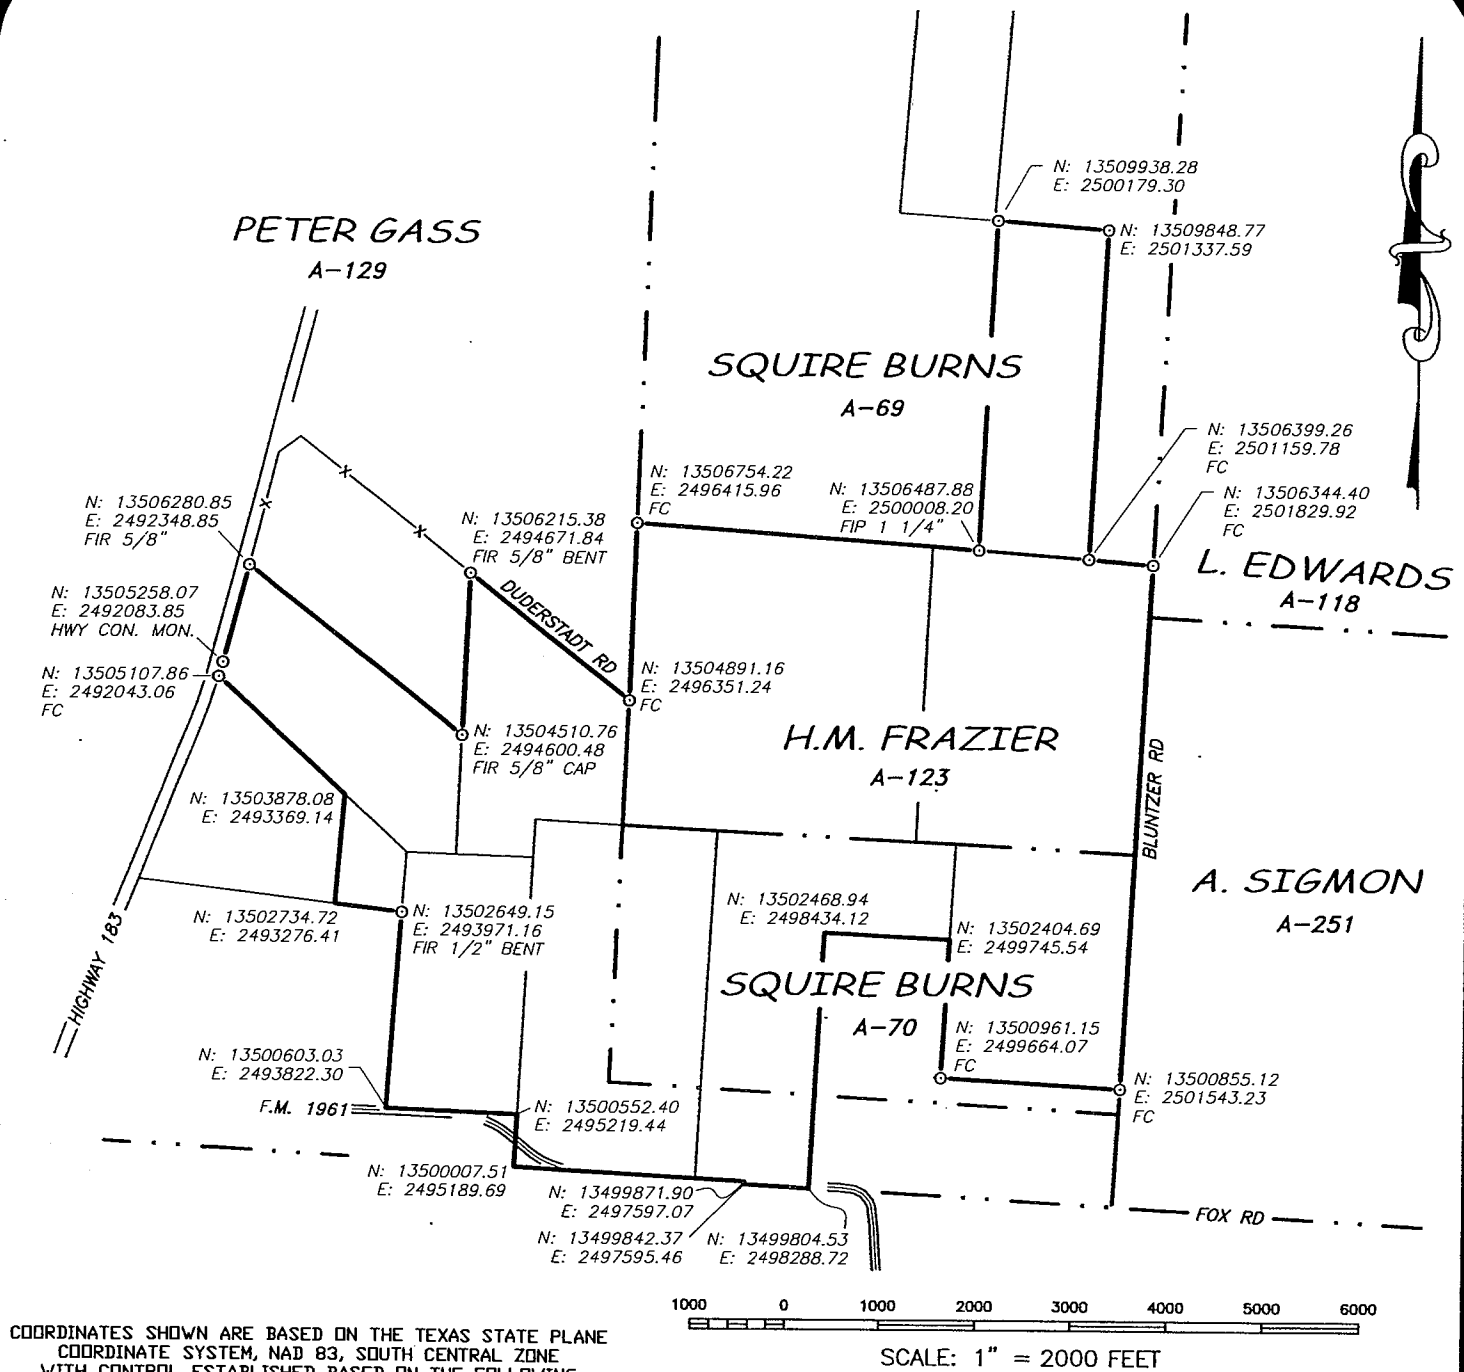 N: 13509938.28
E: 2500179.30
PETER GASS
A-129
N: 13509848.77
E: 2501337.59
SQUIRE BURNS
A-69
N: 13506399.26
E: 2501159.78
FC
N: 13506754.22
E: 2496415.96
FC
N: 13506487.88
E: 2500008.20
FIP 1 1/4"
N: 13506344.40
E: 2501829.92
FC
N: 13506280.85
E: 2492348.85
FIR 5/8"
N: 13506215.38
E: 2494671.84
FIR 5/8" BENT
L. EDWARDS
A-118
DUDERSTADT RD
N: 13505258.07
E: 2492083.85
HWY CON. MON.
N: 13505107.86
E: 2492043.06
FC
N: 13504891.16
E: 2496351.24
FC
N: 13504510.76
E: 2494600.48
FIR 5/8" CAP
H.M. FRAZIER
A-123
BLUNTZER RD
N: 13503878.08
E: 2493369.14
A. SIGMON
A-251
N: 13502734.72
E: 2493276.41
N: 13502649.15
E: 2493971.16
FIR 1/2" BENT
N: 13502468.94
E: 2498434.12
N: 13502404.69
E: 2499745.54
HIGHWAY 183
SQUIRE BURNS
A-70
N: 13500961.15
E: 2499664.07
FC
N: 13500603.03
E: 2493822.30
F.M. 1961
N: 13500552.40
E: 2495219.44
N: 13500855.12
E: 2501543.23
FC
N: 13500007.51
E: 2495189.69
N: 13499871.90
E: 2497597.07
N: 13499842.37
E: 2497595.46
N: 13499804.53
E: 2498288.72
FOX RD
1000 0 1000 2000 3000 4000 5000 6000
SCALE: 1" = 2000 FEET
COORDINATES SHOWN ARE BASED ON THE TEXAS STATE PLANE
COORDINATE SYSTEM, NAD 83, SOUTH CENTRAL ZONE
WITH CONTROL ESTABLISHED BASED ON THE FOLLOWING